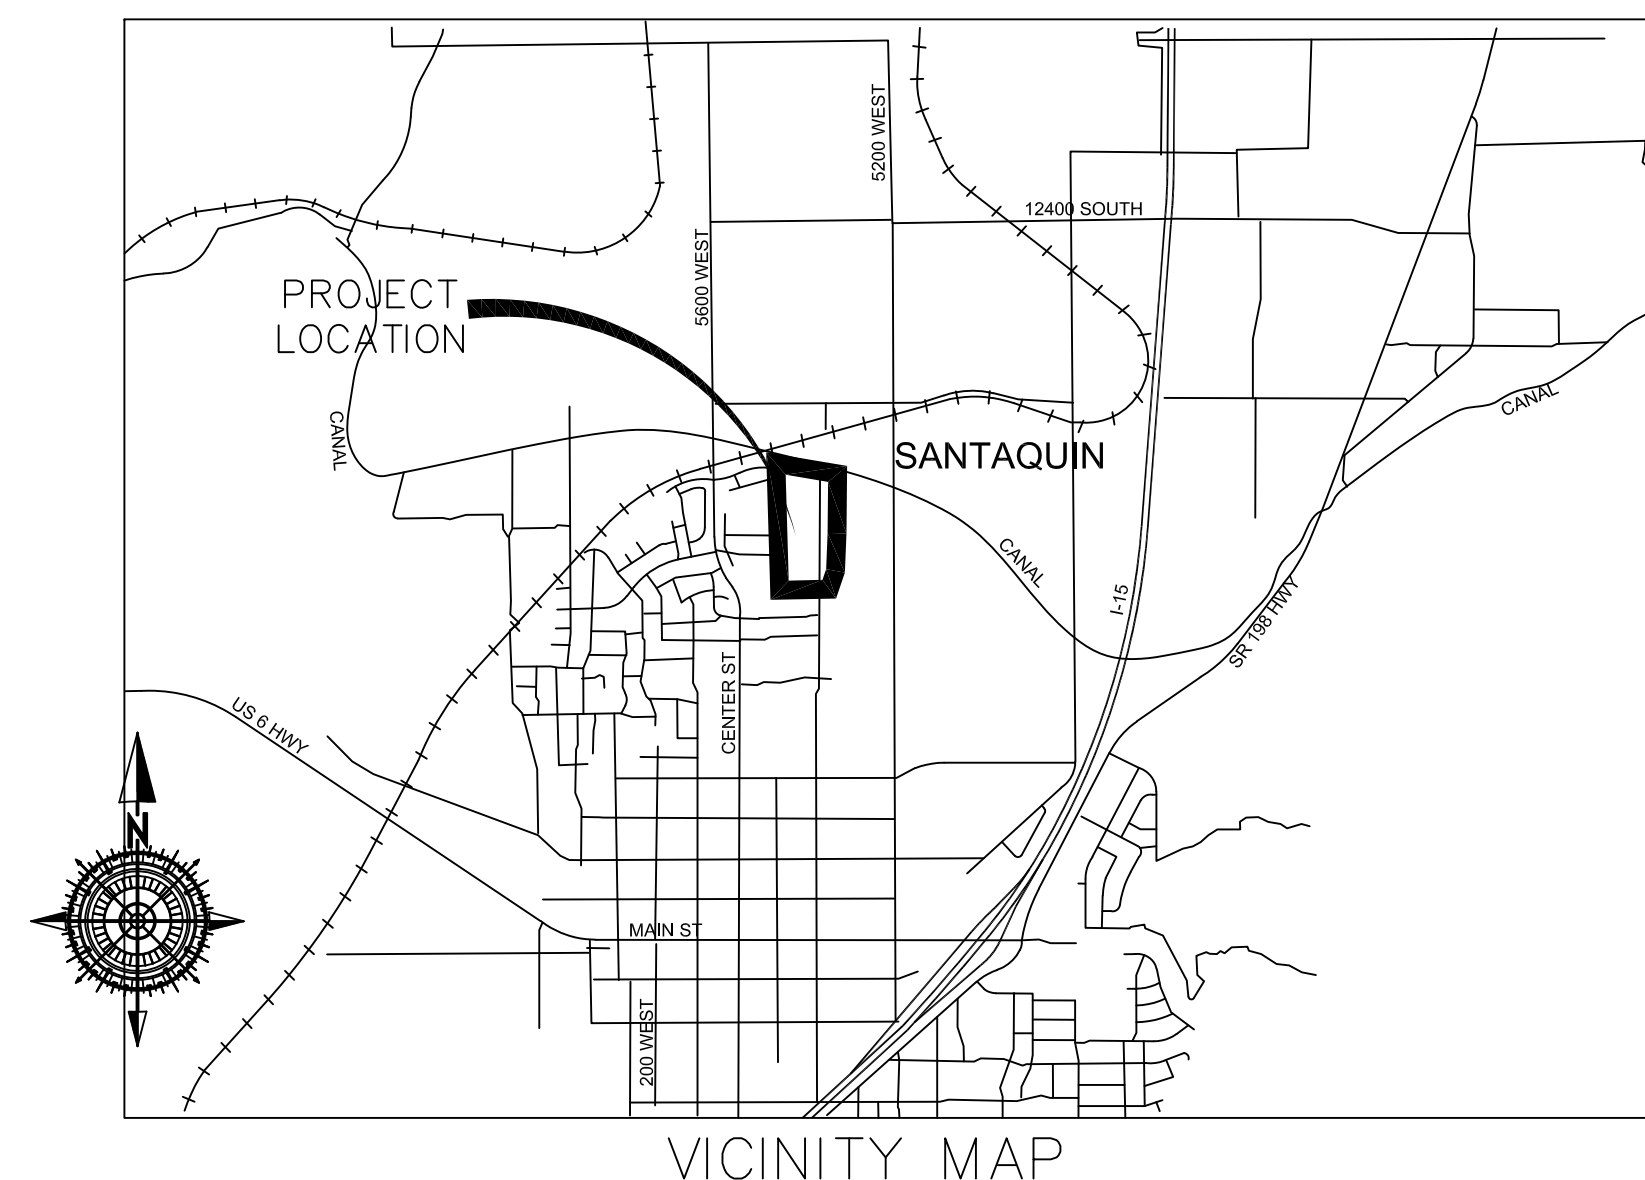 5200 WEST
12400 SOUTH
5600 WEST
PROJECT
LOCATION
CANAL
CANAL
SANTAQUIN
CANAL
I-15
SR 198 HWY
CENTER ST
US 6 HWY
N
MAIN ST
200 WEST
VICINITY MAP